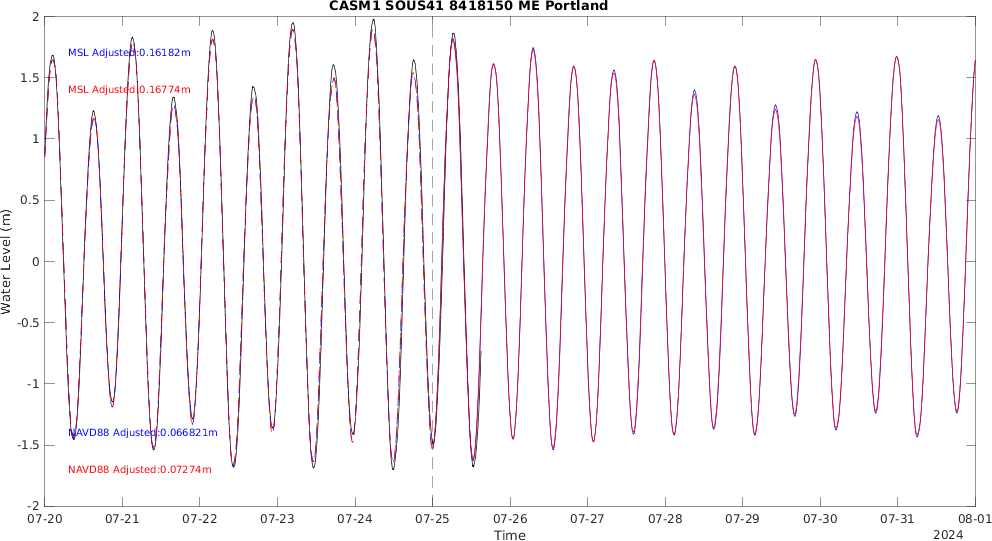 CASM1 SOUS41 8418150 ME Portland
2
MSL Adjusted:0.16182m
1.5
MSL Adjusted:0.16774m
1
0.5
Water Level (m)
0
-0.5
-1
NAVD88 Adjusted:0.066821m
-1.5
NAVD88 Adjusted:0.07274m
-2
07-20 07-21 07-22 07-23 07-24 07-25 07-26 07-27 07-28 07-29 07-30 07-31 08-01
Time
2024